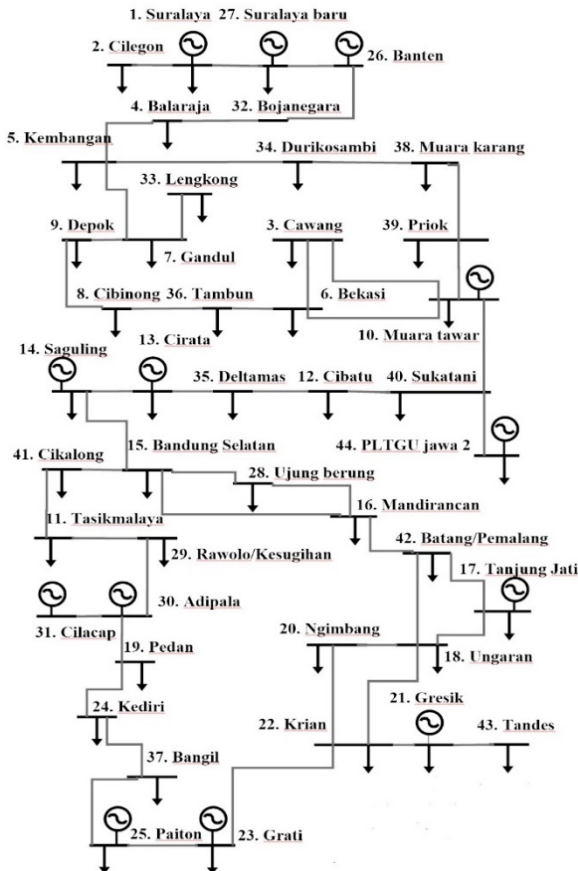 1. Suralaya 27. Suralaya baru
2. Cilegon
26. Banten
4. Balaraja 32. Bojanegara
5. Kembangan
34. Durikosambi 38. Muara karang
33. Lengkong
9. Depok 3. Cawang 39. Priok
7. Gandul
8. Cibinong 36. Tambun 6. Bekasi
13. Cirata 10. Muara tawar
14. Saguling
35. Deltamas 12. Cibatu 40. Sukatani
15. Bandung Selatan 44. PLTGU jawa 2
41. Cikalong
28. Ujung berung
16. Mandirancan
11. Tasikmalaya
42. Batang/Pemalang
29. Rawolo/Kesugihan 17. Tanjung Jati
30. Adipala
31. Cilacap 20. Ngimbang
19. Pedan 18. Ungaran
21. Gresik
24. Kediri 22. Krian 43. Tandes
37. Bangil
25. Paiton 23. Grati